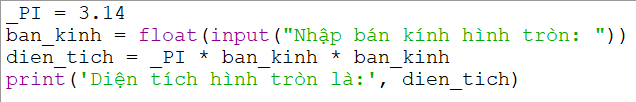 _PI = 3.14
ban_kinh = float(input("Nhập bán kính hình tròn: "))
dien_tich = _PI * ban_kinh * ban_kinh
print('Diện tích hình tròn là:', dien_tich)